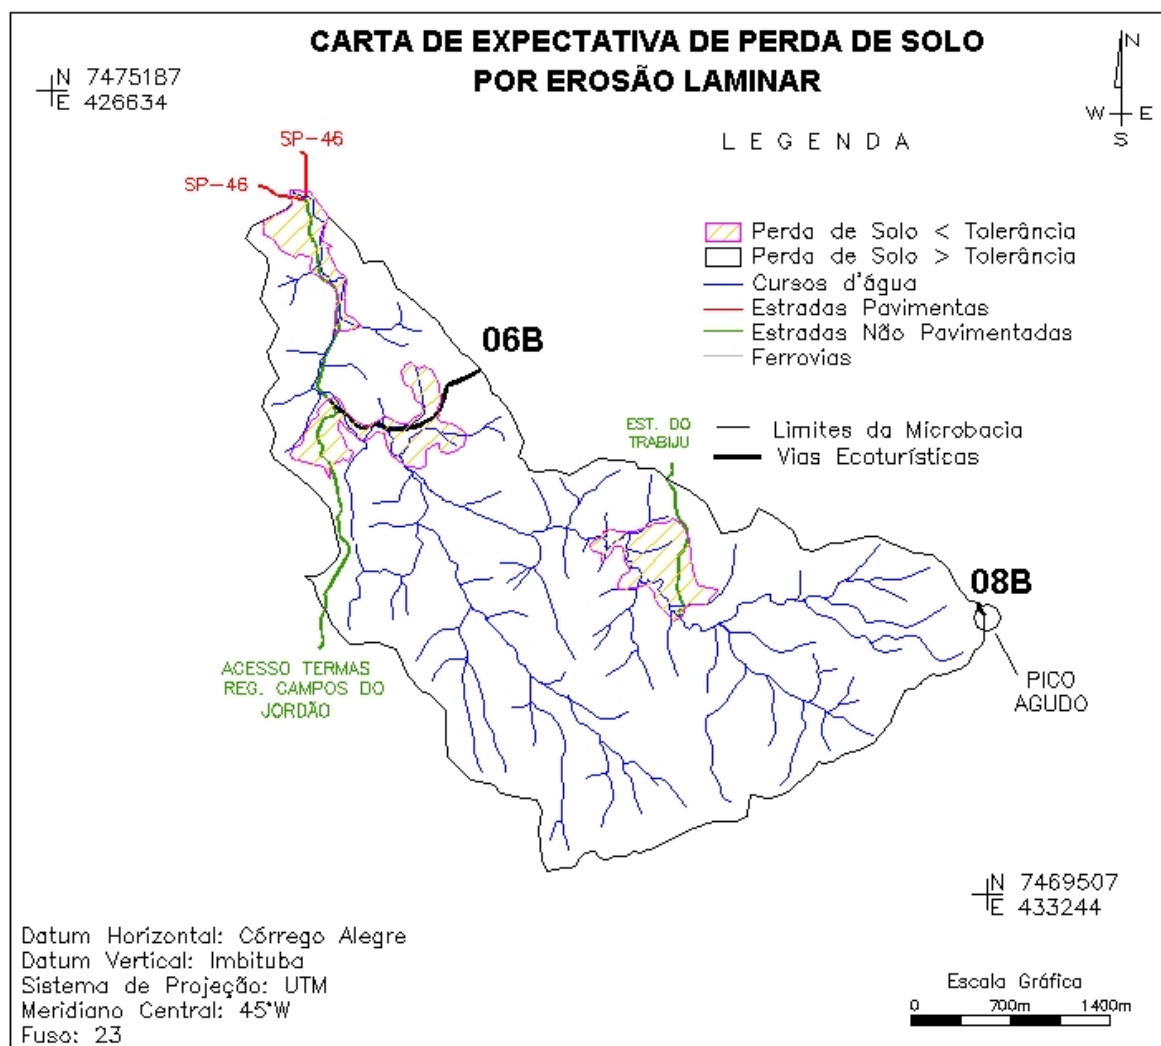 CARTA DE EXPECTATIVA DE PERDA DE SOLO
POR EROSÃO LAMINAR
N 7475187
E 426634
N
W E
S
LEGENDA
SP-46
SP-46
Perda de Solo < Tolerância
Perda de Solo > Tolerância
Cursos d'água
Estradas Pavimentas
Estradas Não Pavimentadas
Ferrovias
06B
EST. DO
TRABIJU
Limites da Microbacia
Vias Ecoturísticas
08B
ACESSO TERMAS
REG. CAMPOS DO
JORDÃO
PICO
AGUDO
N 7469507
E 433244
Datum Horizontal: Córrego Alegre
Datum Vertical: Imbituba
Sistema de Projeção: UTM
Meridiano Central: 45°W
Fuso: 23
Escala Gráfica
0 700m 1400m